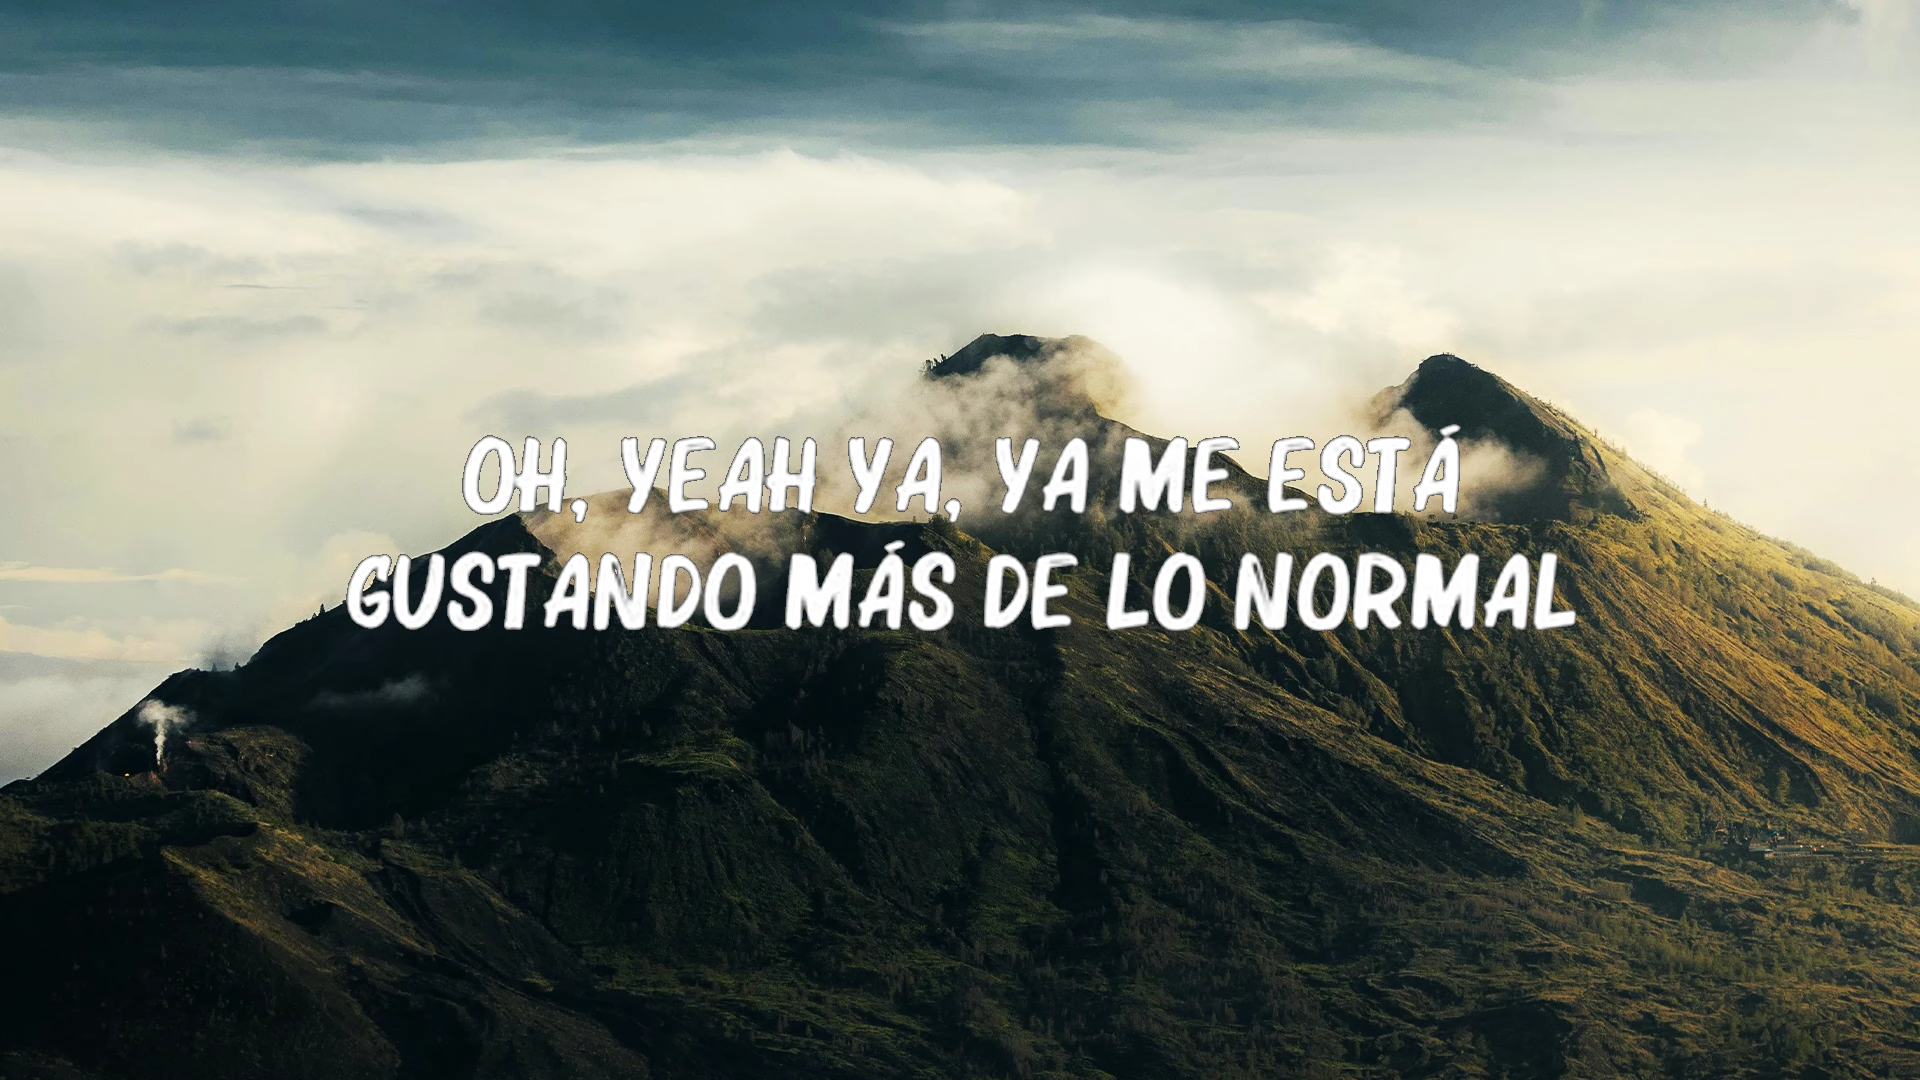 OH, YEAH YA, YA ME ESTÁ
GUSTANDO MÁS DE LO NORMAL